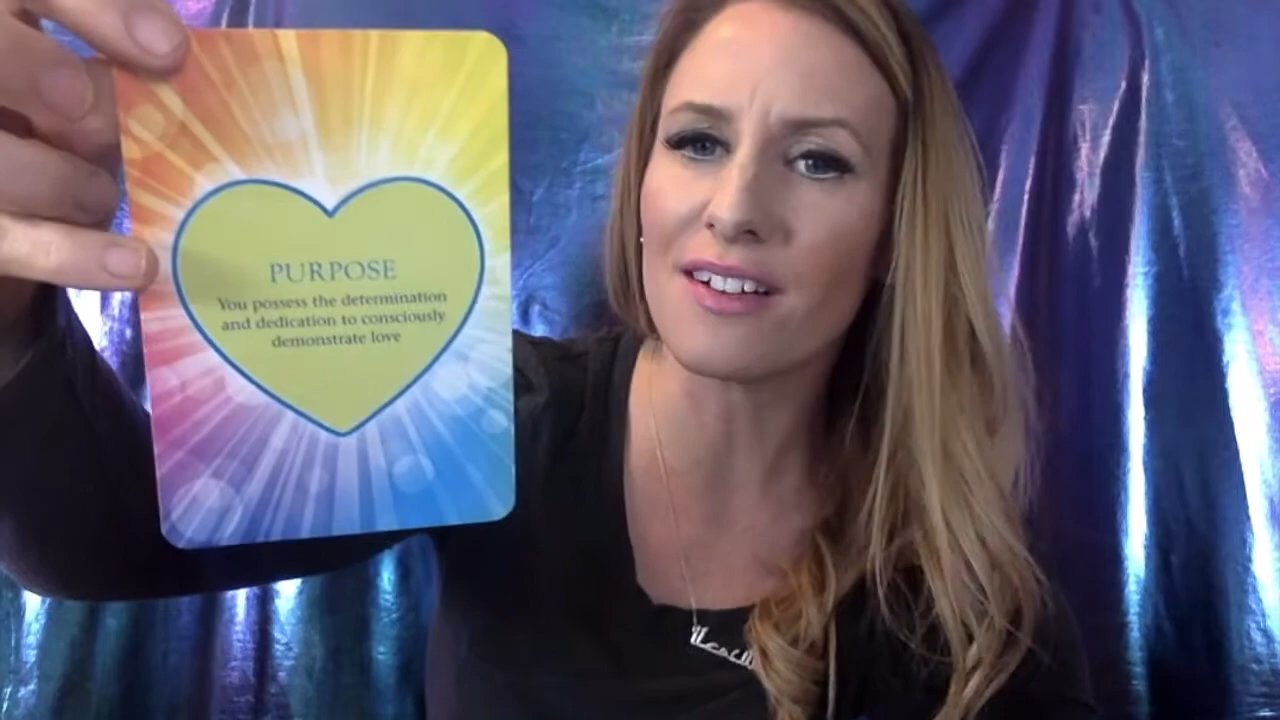 PURPOSE
You possess the determination
and dedication to consciously
demonstrate love